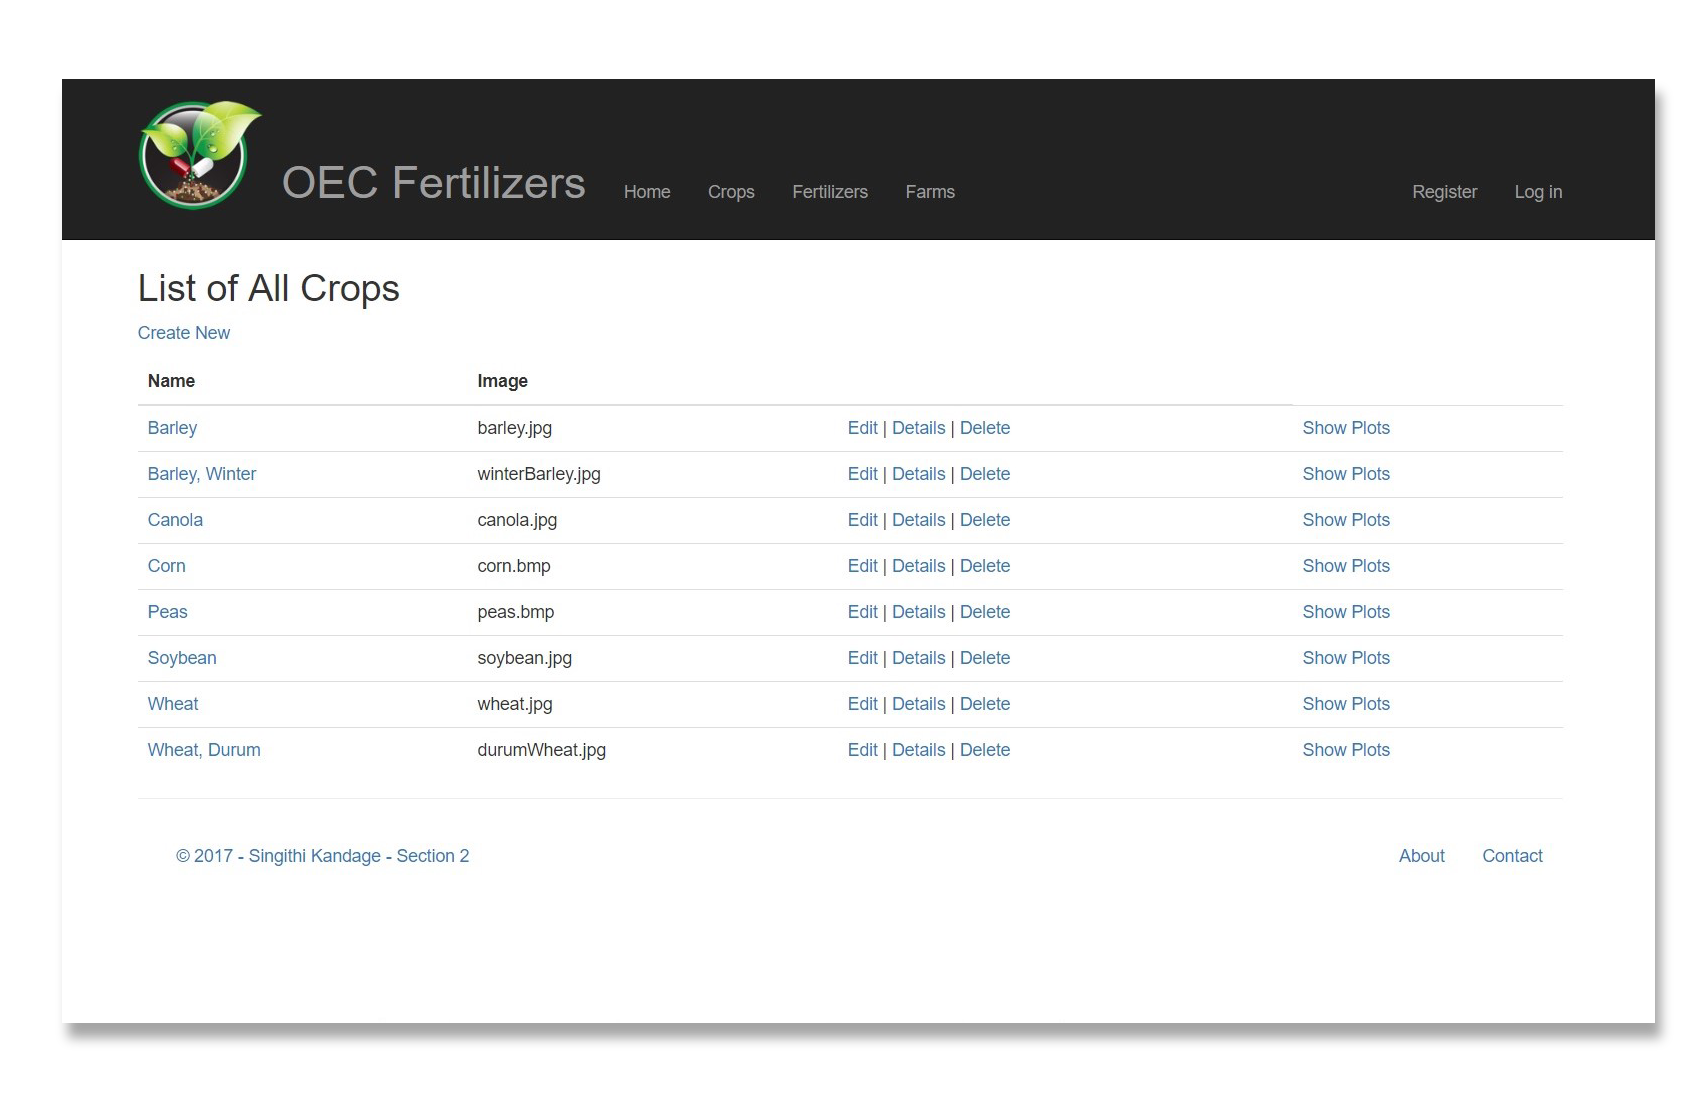 OEC Fertilizers Home Crops Fertilizers Farms Register Log in
List of All Crops
Create New
Name Image
Barley barley.jpg Edit | Details | Delete Show Plots
Barley, Winter winterBarley.jpg Edit | Details | Delete Show Plots
Canola canola.jpg Edit | Details | Delete Show Plots
Corn corn.bmp Edit | Details | Delete Show Plots
Peas peas.bmp Edit | Details | Delete Show Plots
Soybean soybean.jpg Edit | Details | Delete Show Plots
Wheat wheat.jpg Edit | Details | Delete Show Plots
Wheat, Durum durumWheat.jpg Edit | Details | Delete Show Plots
© 2017 - Singithi Kandage - Section 2 About Contact